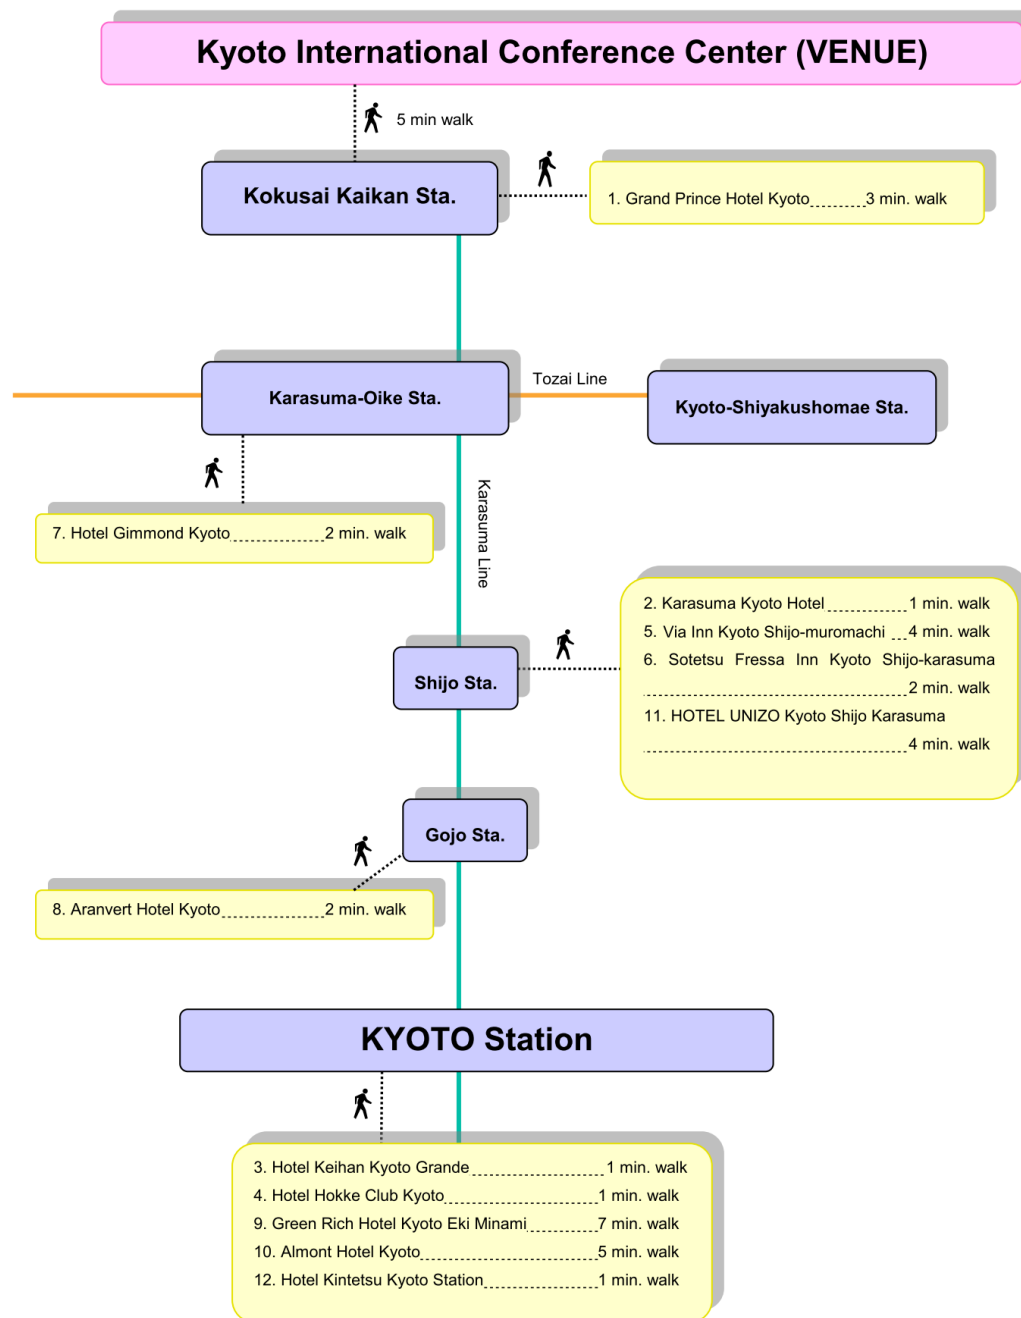 Kyoto International Conference Center (VENUE)
5 min walk
Kokusai Kaikan Sta.
1. Grand Prince Hotel Kyoto 3 min. walk
Tozai Line
Karasuma-Oike Sta.
Kyoto-Shiyakushomae Sta.
Karasuma Line
7. Hotel Gimmond Kyoto 2 min. walk
2. Karasuma Kyoto Hotel 1 min. walk
5. Via Inn Kyoto Shijo-muromachi 4 min. walk
6. Sotetsu Fressa Inn Kyoto Shijo-karasuma
2 min. walk
11. HOTEL UNIZO Kyoto Shijo Karasuma
4 min. walk
Shijo Sta.
Gojo Sta.
8. Aranvert Hotel Kyoto 2 min. walk
KYOTO Station
3. Hotel Keihan Kyoto Grande 1 min. walk
4. Hotel Hokke Club Kyoto 1 min. walk
9. Green Rich Hotel Kyoto Eki Minami 7 min. walk
10. Almont Hotel Kyoto 5 min. walk
12. Hotel Kintetsu Kyoto Station 1 min. walk